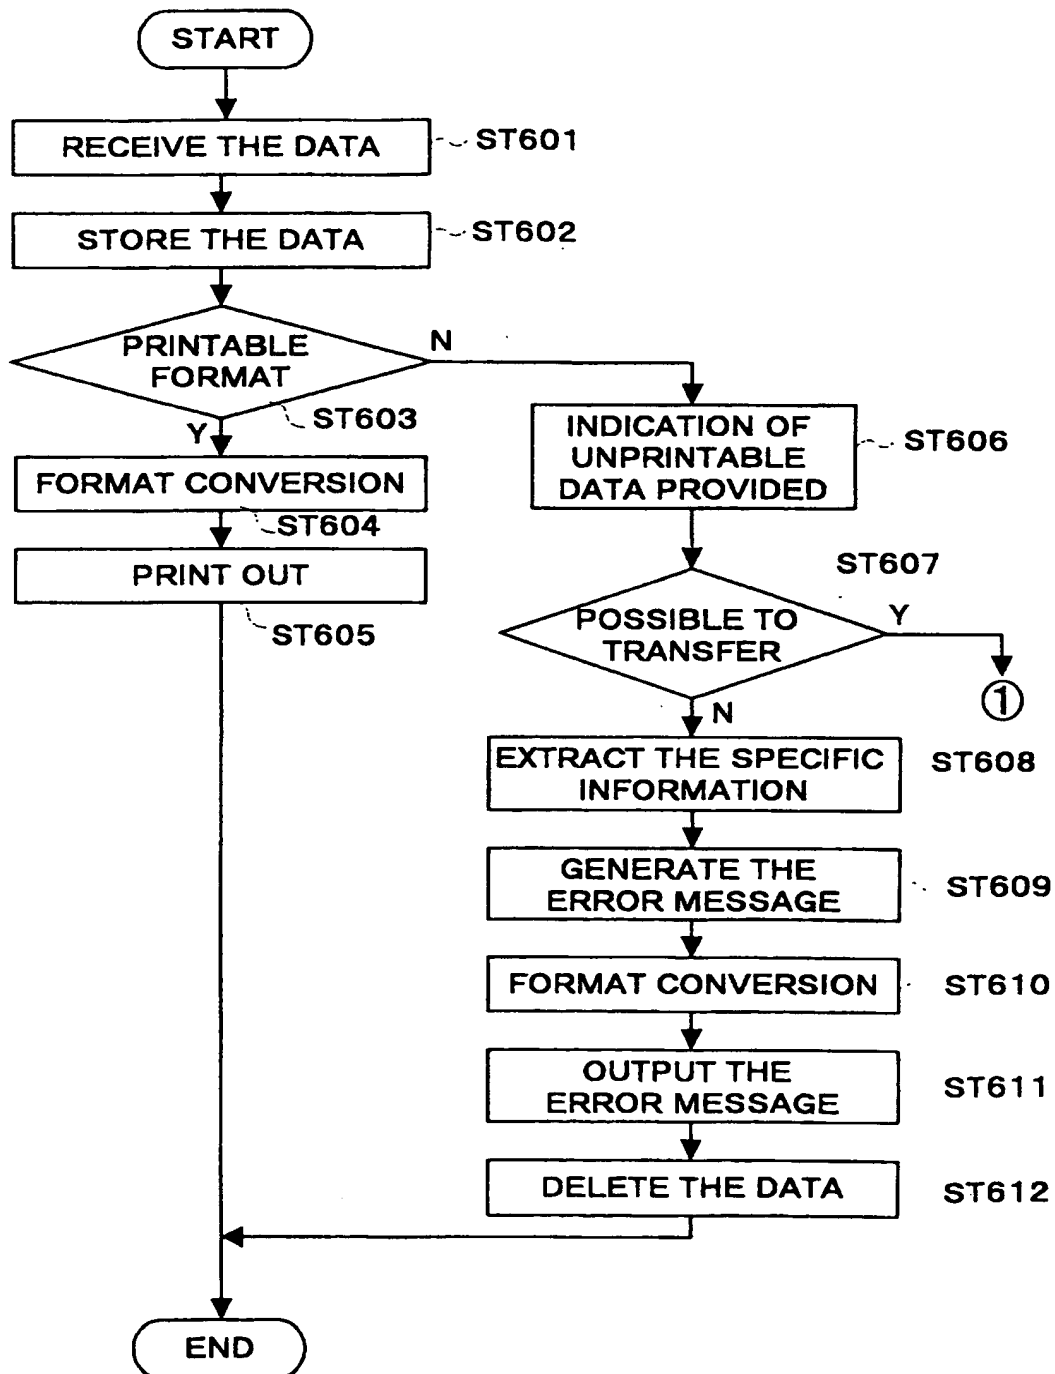 START
RECEIVE THE DATA
ST601
STORE THE DATA
ST602
PRINTABLE
FORMAT
N
ST603
Y
FORMAT CONVERSION
ST604
PRINT OUT
ST605
INDICATION OF
UNPRINTABLE
DATA PROVIDED
ST606
ST607
POSSIBLE TO
TRANSFER
Y
①
N
EXTRACT THE SPECIFIC
INFORMATION
ST608
GENERATE THE
ERROR MESSAGE
ST609
FORMAT CONVERSION
ST610
OUTPUT THE
ERROR MESSAGE
ST611
DELETE THE DATA
ST612
END